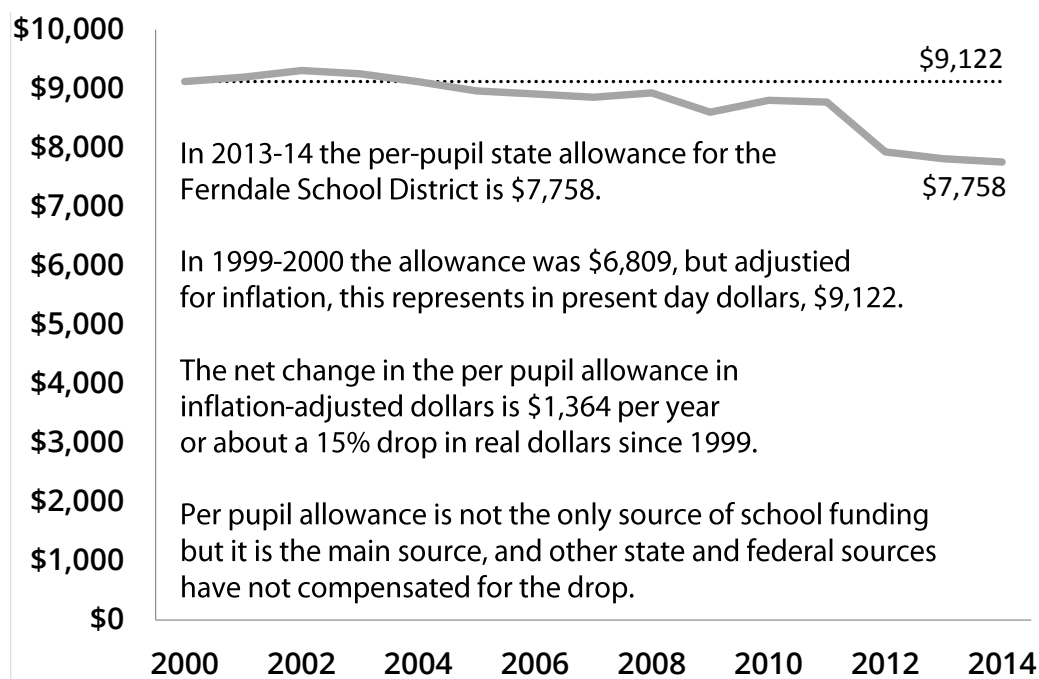 $10,000
$9,122
$9,000
$8,000
In 2013-14 the per-pupil state allowance for the
Ferndale School District is $7,758.
$7,758
$7,000
$6,000
In 1999-2000 the allowance was $6,809, but adjustied
for inflation, this represents in present day dollars, $9,122.
$5,000
$4,000
The net change in the per pupil allowance in
inflation-adjusted dollars is $1,364 per year
or about a 15% drop in real dollars since 1999.
$3,000
$2,000
Per pupil allowance is not the only source of school funding
but it is the main source, and other state and federal sources
have not compensated for the drop.
$1,000
$0
2000 2002 2004 2006 2008 2010 2012 2014